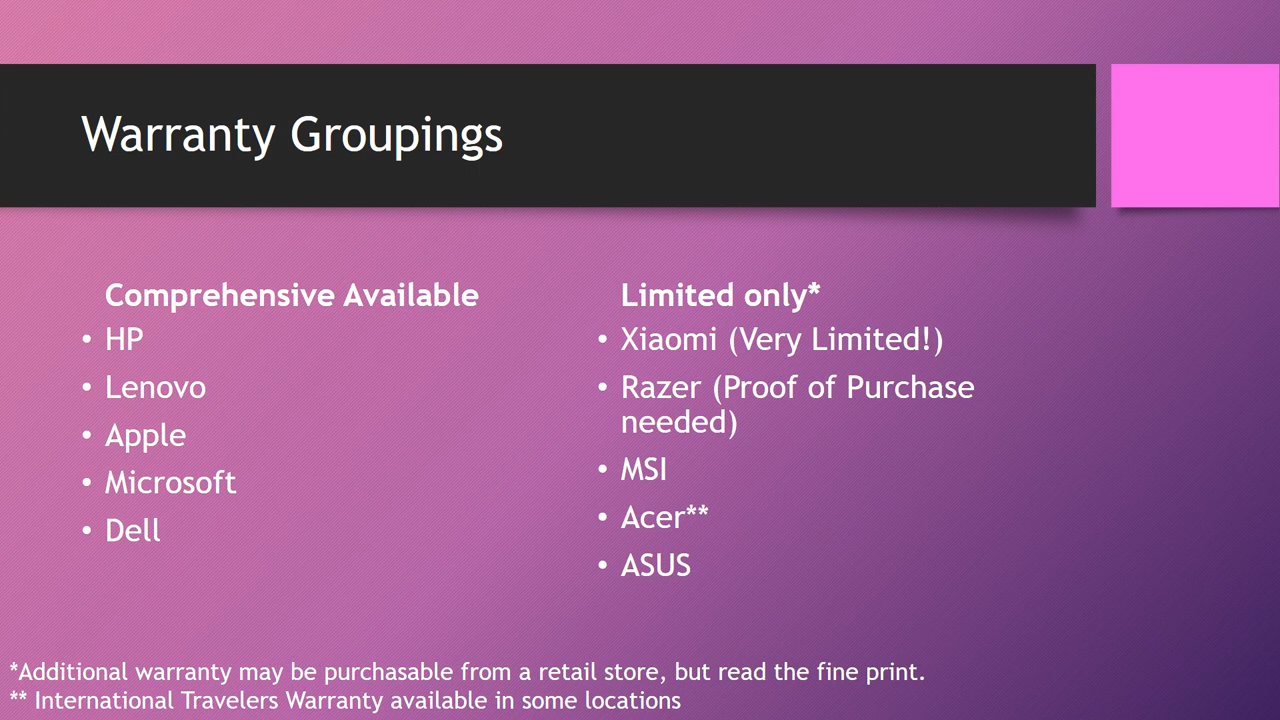 Warranty Groupings
Comprehensive Available
• HP
• Lenovo
• Apple
• Microsoft
• Dell
Limited only*
• Xiaomi (Very Limited!)
• Razer (Proof of Purchase
needed)
• MSI
• Acer**
• ASUS
*Additional warranty may be purchasable from a retail store, but read the fine print.
** International Travelers Warranty available in some locations